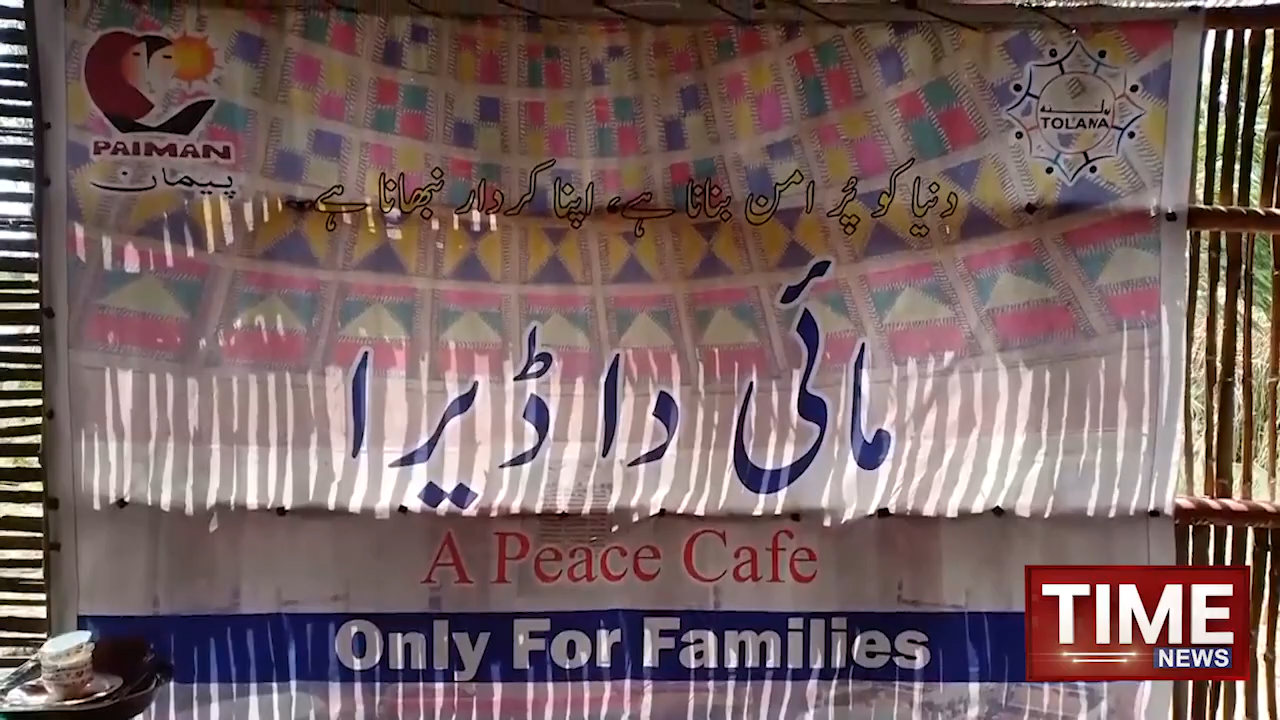 PAIMAN
پیمان
تولنه
TOLANA
دنیا کو پُر امن بنانا ہے، اپنا کردار نبھانا ہے
مائی دا ڈیرا
A Peace Cafe
Only For Families
TIME
NEWS